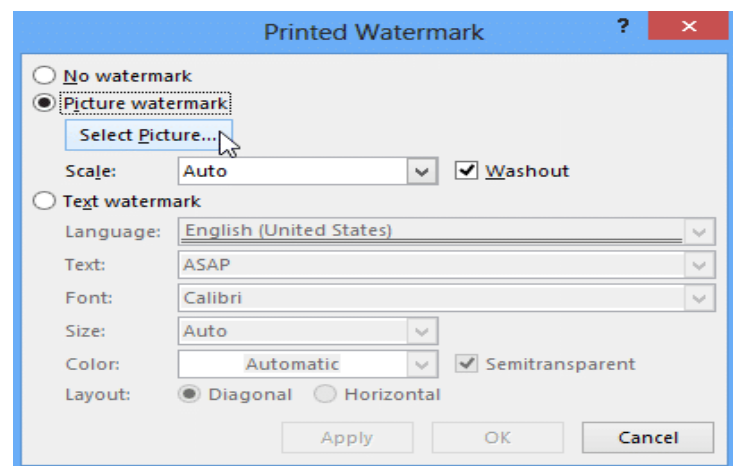 Printed Watermark ? ×
No watermark
Picture watermark
Select Picture...
Scale: Auto Washout
Text watermark
Language: English (United States)
Text: ASAP
Font: Calibri
Size: Auto
Color: Automatic Semitransparent
Layout: Diagonal Horizontal
Apply OK Cancel